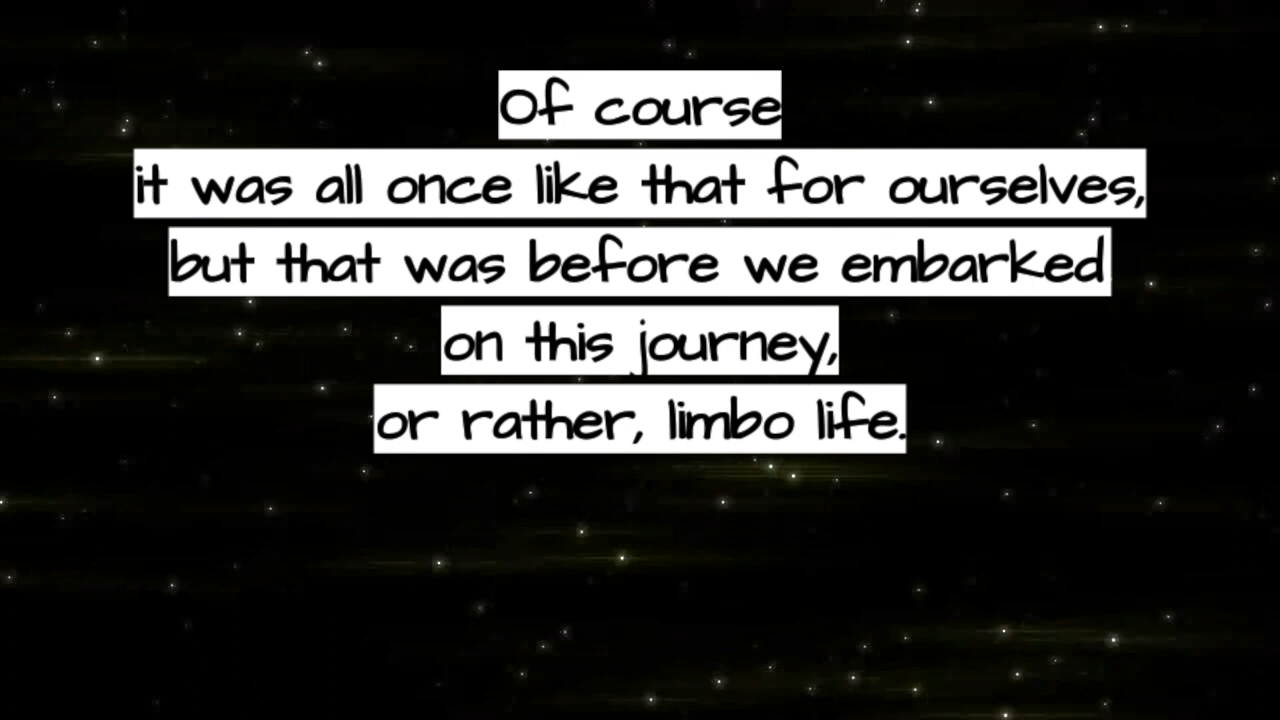 Of course
it was all once like that for ourselves,
but that was before we embarked
on this journey,
or rather, limbo life.